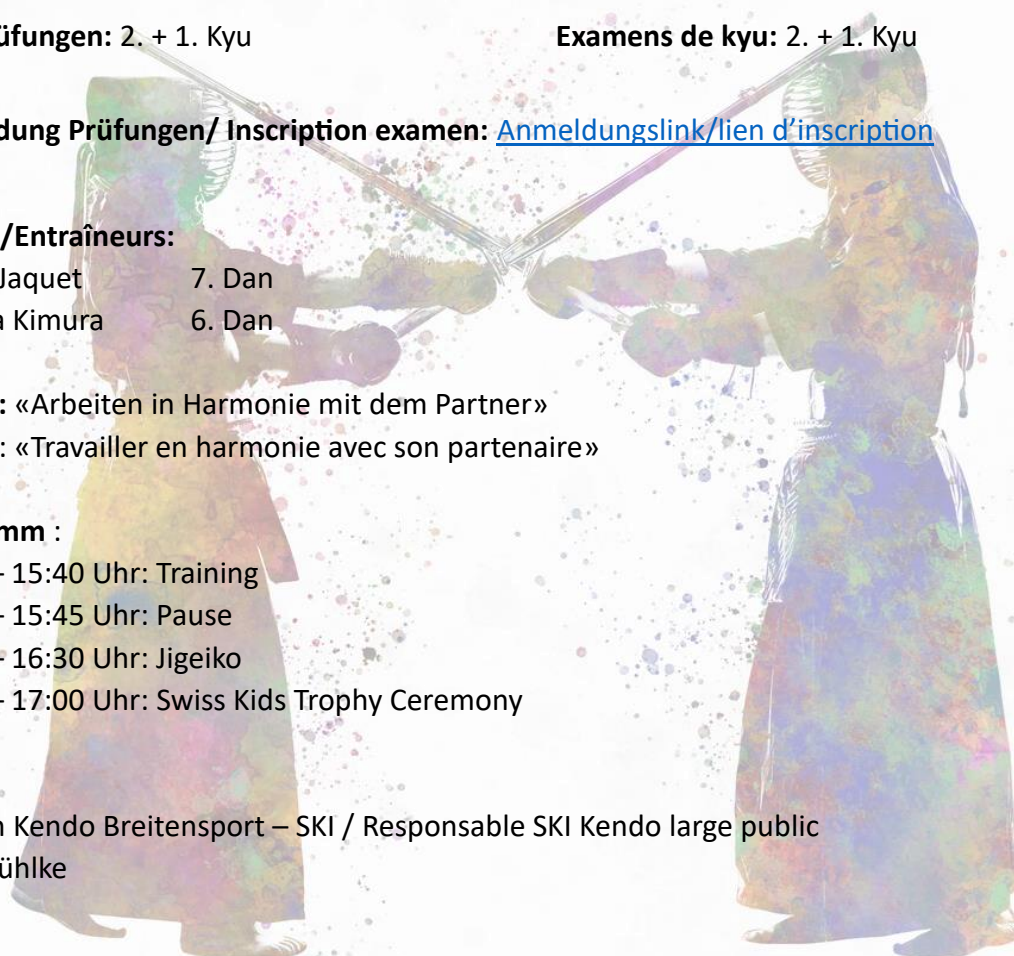 üfungen: 2. + 1. Kyu Examens de kyu: 2. + 1. Kyu
dung Prüfungen/ Inscription examen: Anmeldungslink/lien d’inscription
/Entraîneurs:
Jaquet 7. Dan
a Kimura 6. Dan
: «Arbeiten in Harmonie mit dem Partner»
: «Travailler en harmonie avec son partenaire»
mm :
– 15:40 Uhr: Training
– 15:45 Uhr: Pause
– 16:30 Uhr: Jigeiko
– 17:00 Uhr: Swiss Kids Trophy Ceremony
n Kendo Breitensport – SKI / Responsable SKI Kendo large public
ühlke